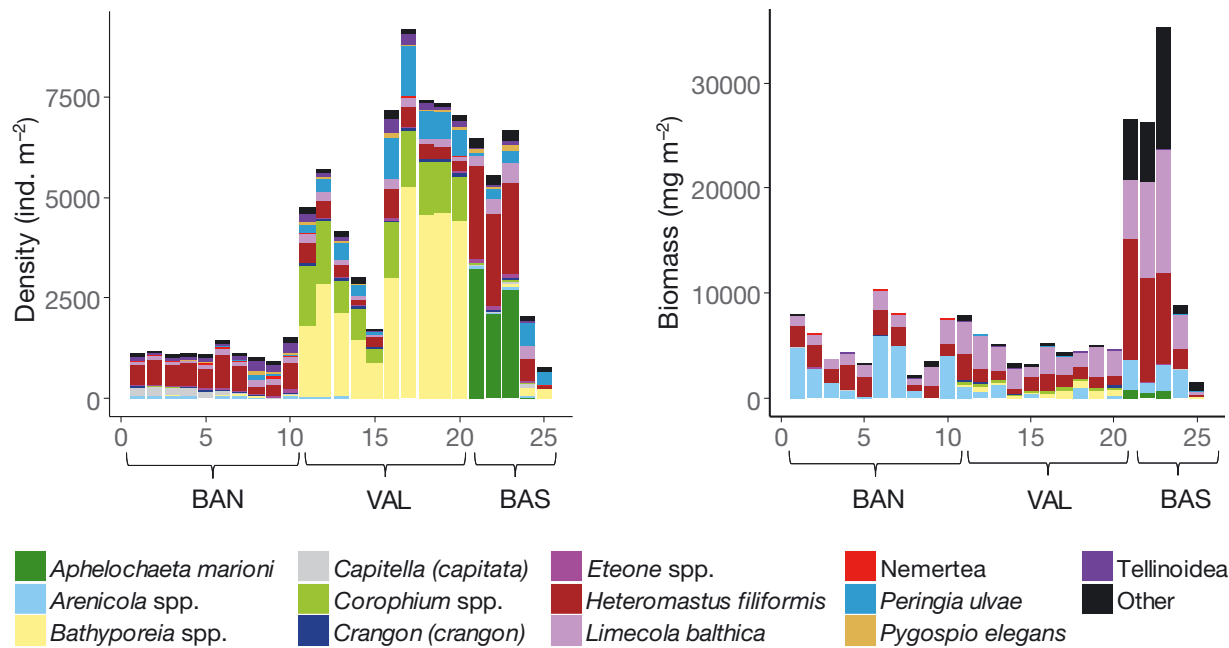 Density (ind. m⁻²)
7500
5000
2500
0
0 5 10 15 20 25
BAN VAL BAS
Biomass (mg m⁻²)
30000
20000
10000
0
0 5 10 15 20 25
BAN VAL BAS
Aphelochaeta marioni Capitella (capitata) Eteone spp. Nemertea Tellinoidea
Arenicola spp. Corophium spp. Heteromastus filiformis Peringia ulvae Other
Bathyporeia spp. Crangon (crangon) Limecola balthica Pygospio elegans